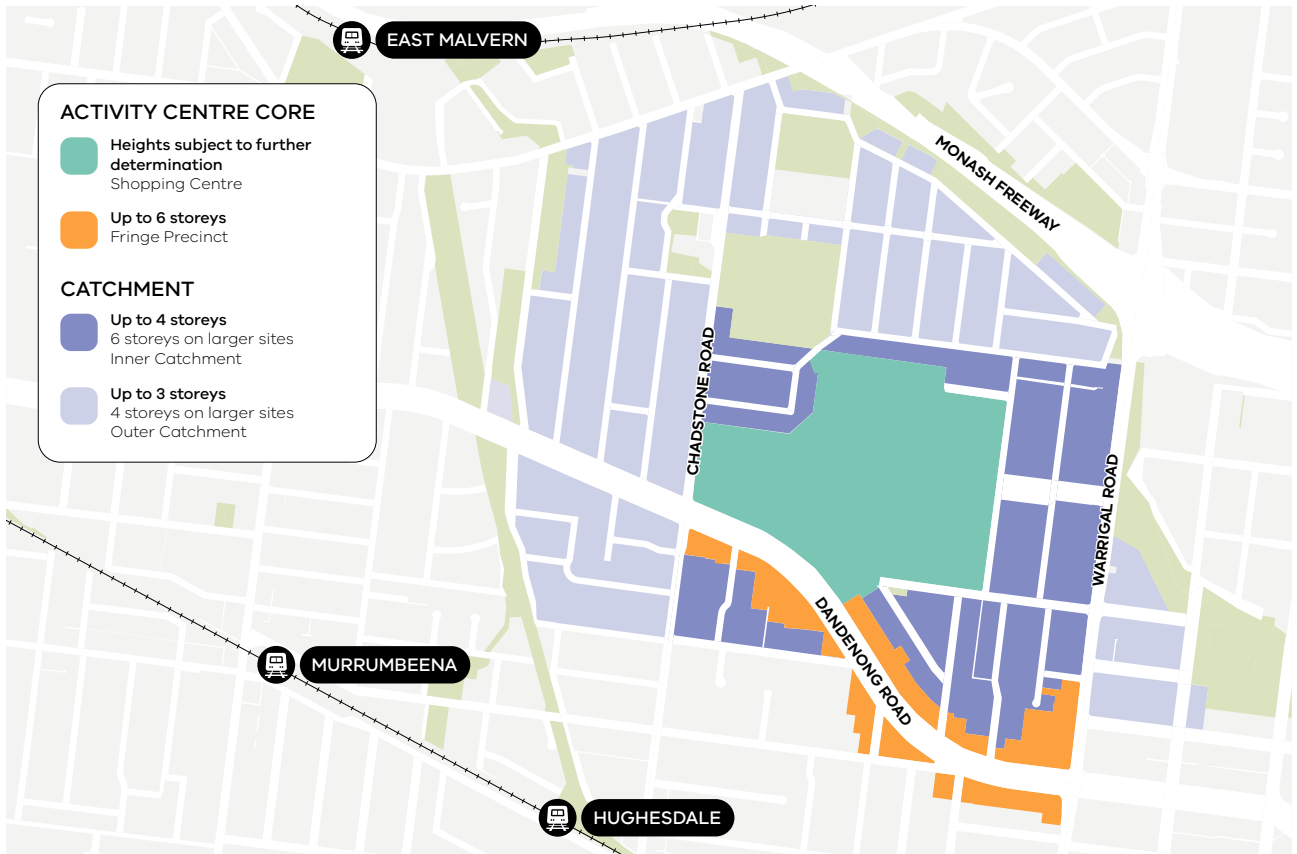 EAST MALVERN
ACTIVITY CENTRE CORE
Heights subject to further
determination
Shopping Centre
Up to 6 storeys
Fringe Precinct
CATCHMENT
Up to 4 storeys
6 storeys on larger sites
Inner Catchment
Up to 3 storeys
4 storeys on larger sites
Outer Catchment
MONASH FREEWAY
CHADSTONE ROAD
WARRIGAL ROAD
DANDENONG ROAD
MURRUMBEENA
HUGHESDALE